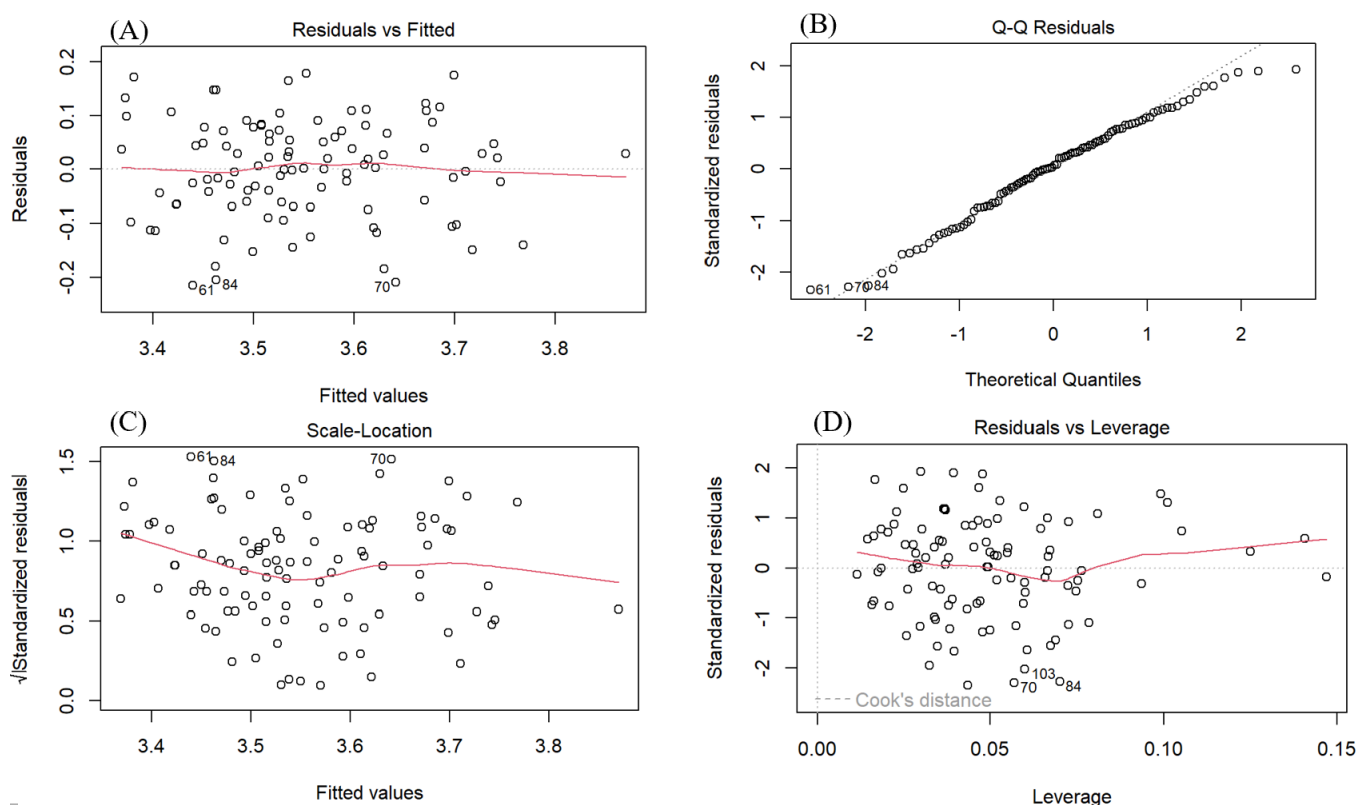 (A)
Residuals vs Fitted
Residuals
0.2
0.1
0.0
-0.1
-0.2
61
84
70
3.4 3.5 3.6 3.7 3.8
Fitted values
(B)
Q-Q Residuals
Standardized residuals
2
1
0
-1
-2
61
70
84
-2 -1 0 1 2
Theoretical Quantiles
(C)
Scale-Location
√|Standardized residuals|
1.5
1.0
0.5
0.0
61
84
70
3.4 3.5 3.6 3.7 3.8
Fitted values
(D)
Residuals vs Leverage
Standardized residuals
2
1
0
-1
-2
103
70
84
Cook's distance
0.00 0.05 0.10 0.15
Leverage